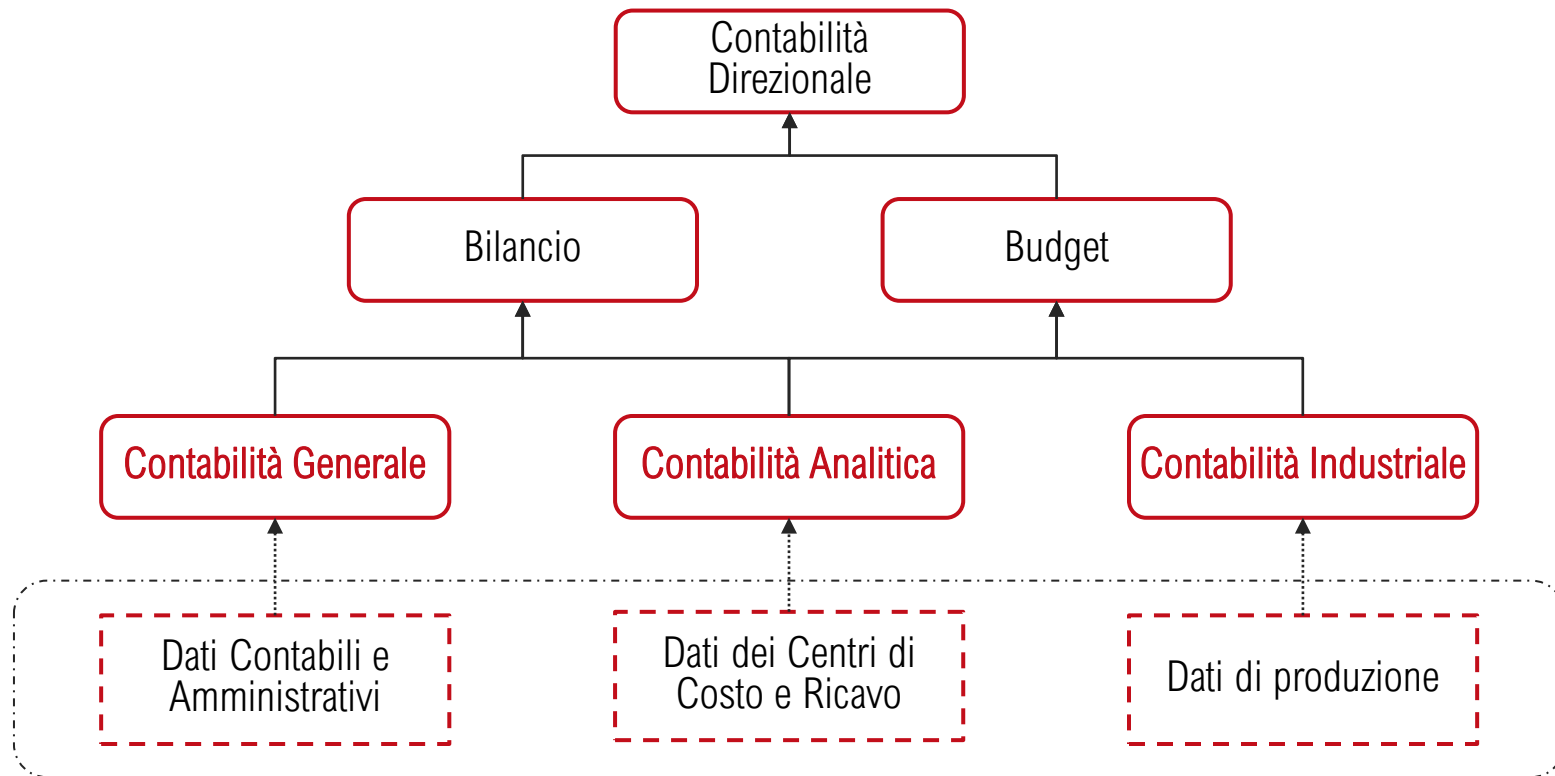 Contabilità
Direzionale
Bilancio
Budget
Contabilità Generale
Contabilità Analitica
Contabilità Industriale
Dati Contabili e
Amministrativi
Dati dei Centri di
Costo e Ricavo
Dati di produzione